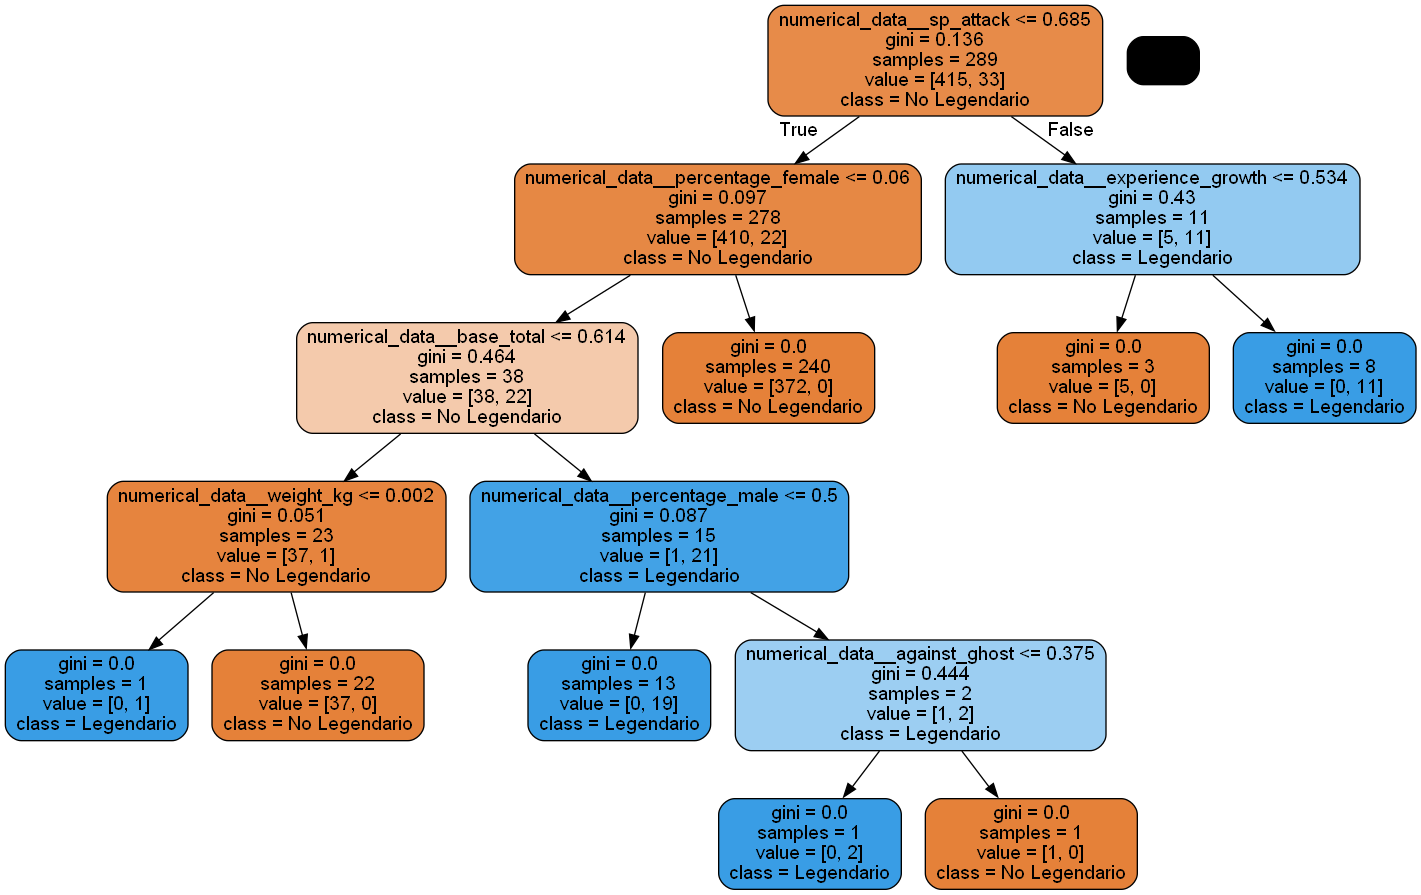 numerical_data__sp_attack <= 0.685
gini = 0.136
samples = 289
value = [415, 33]
class = No Legendario
True
False
numerical_data__percentage_female <= 0.06
gini = 0.097
samples = 278
value = [410, 22]
class = No Legendario
numerical_data__experience_growth <= 0.534
gini = 0.43
samples = 11
value = [5, 11]
class = Legendario
numerical_data__base_total <= 0.614
gini = 0.464
samples = 38
value = [38, 22]
class = No Legendario
gini = 0.0
samples = 240
value = [372, 0]
class = No Legendario
gini = 0.0
samples = 3
value = [5, 0]
class = No Legendario
gini = 0.0
samples = 8
value = [0, 11]
class = Legendario
numerical_data__weight_kg <= 0.002
gini = 0.051
samples = 23
value = [37, 1]
class = No Legendario
numerical_data__percentage_male <= 0.5
gini = 0.087
samples = 15
value = [1, 21]
class = Legendario
gini = 0.0
samples = 1
value = [0, 1]
class = Legendario
gini = 0.0
samples = 22
value = [37, 0]
class = No Legendario
gini = 0.0
samples = 13
value = [0, 19]
class = Legendario
numerical_data__against_ghost <= 0.375
gini = 0.444
samples = 2
value = [1, 2]
class = Legendario
gini = 0.0
samples = 1
value = [0, 2]
class = Legendario
gini = 0.0
samples = 1
value = [1, 0]
class = No Legendario